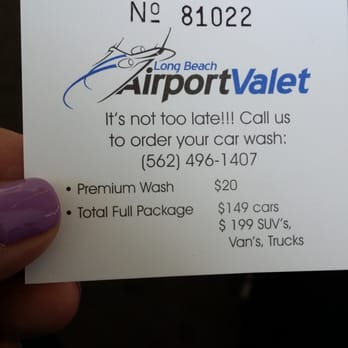 Nº 81022
Long Beach
AirportValet
It's not too late!!! Call us
to order your car wash:
(562) 496-1407
• Premium Wash $20
• Total Full Package $149 cars
$ 199 SUV's,
Van's, Trucks